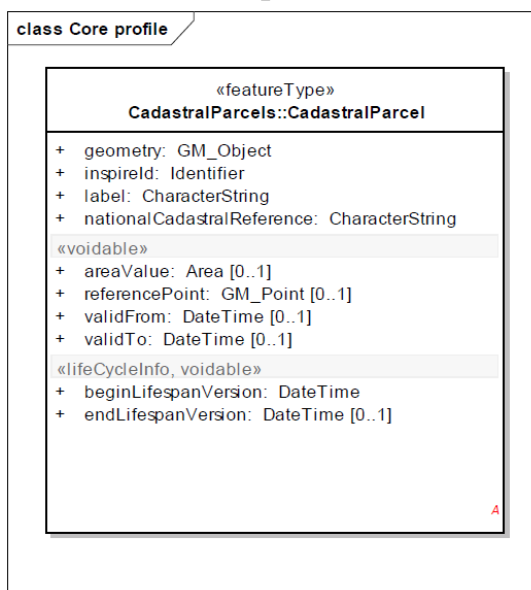 class Core profile
«featureType»
CadastralParcels::CadastralParcel
+ geometry: GM_Object
+ inspireId: Identifier
+ label: CharacterString
+ nationalCadastralReference: CharacterString
«voidable»
+ areaValue: Area [0..1]
+ referencePoint: GM_Point [0..1]
+ validFrom: DateTime [0..1]
+ validTo: DateTime [0..1]
«lifeCycleInfo, voidable»
+ beginLifespanVersion: DateTime
+ endLifespanVersion: DateTime [0..1]
A